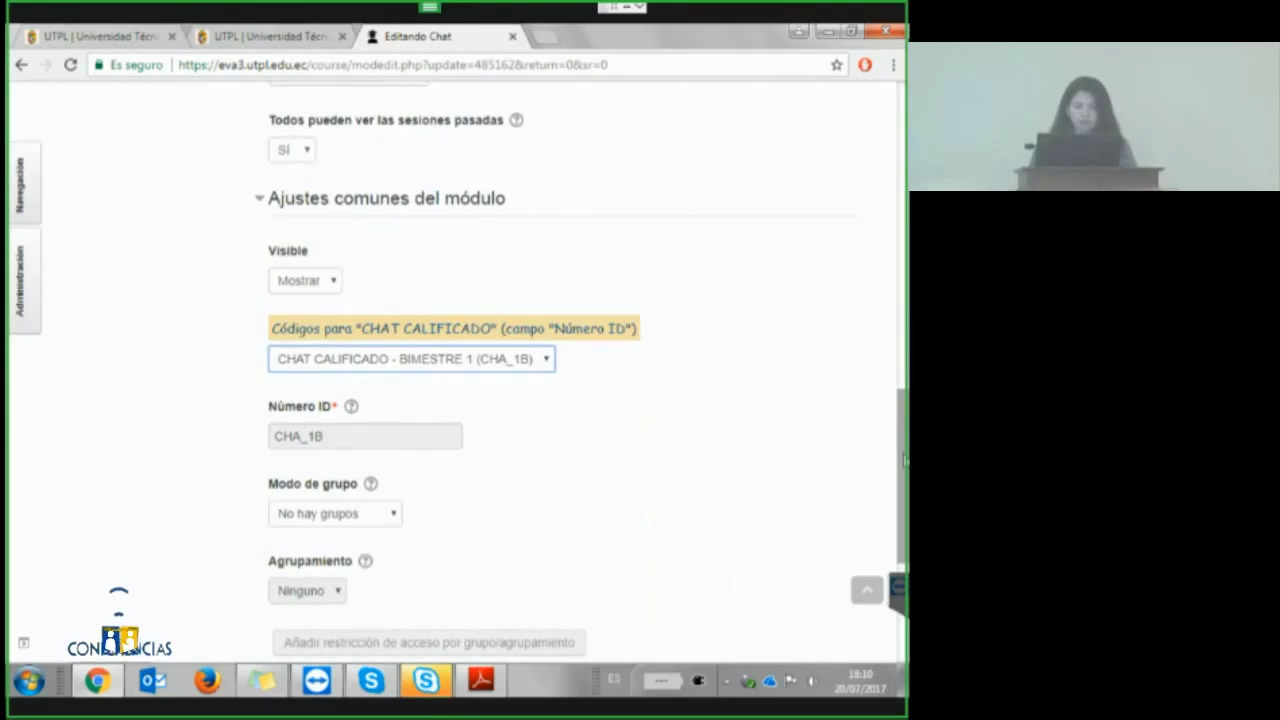 UTPL | Universidad Técni
UTPL | Universidad Técni
Editando Chat
Es seguro | https://eva3.utpl.edu.ec/course/modedit.php?update=485162&return=0&sr=0
Todos pueden ver las sesiones pasadas
Sí
Navegación
Ajustes comunes del módulo
Administración
Visible
Mostrar
Códigos para "CHAT CALIFICADO" (campo "Número ID")
CHAT CALIFICADO - BIMESTRE 1 (CHA_1B)
Número ID*
CHA_1B
Modo de grupo
No hay grupos
Agrupamiento
Ninguno
Añadir restricción de acceso por grupo/agrupamiento
ES
18:10
20/07/2017